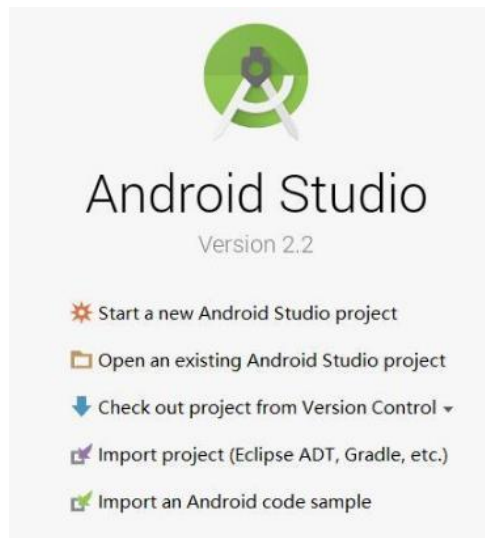 Android Studio
Version 2.2
Start a new Android Studio project
Open an existing Android Studio project
Check out project from Version Control
Import project (Eclipse ADT, Gradle, etc.)
Import an Android code sample